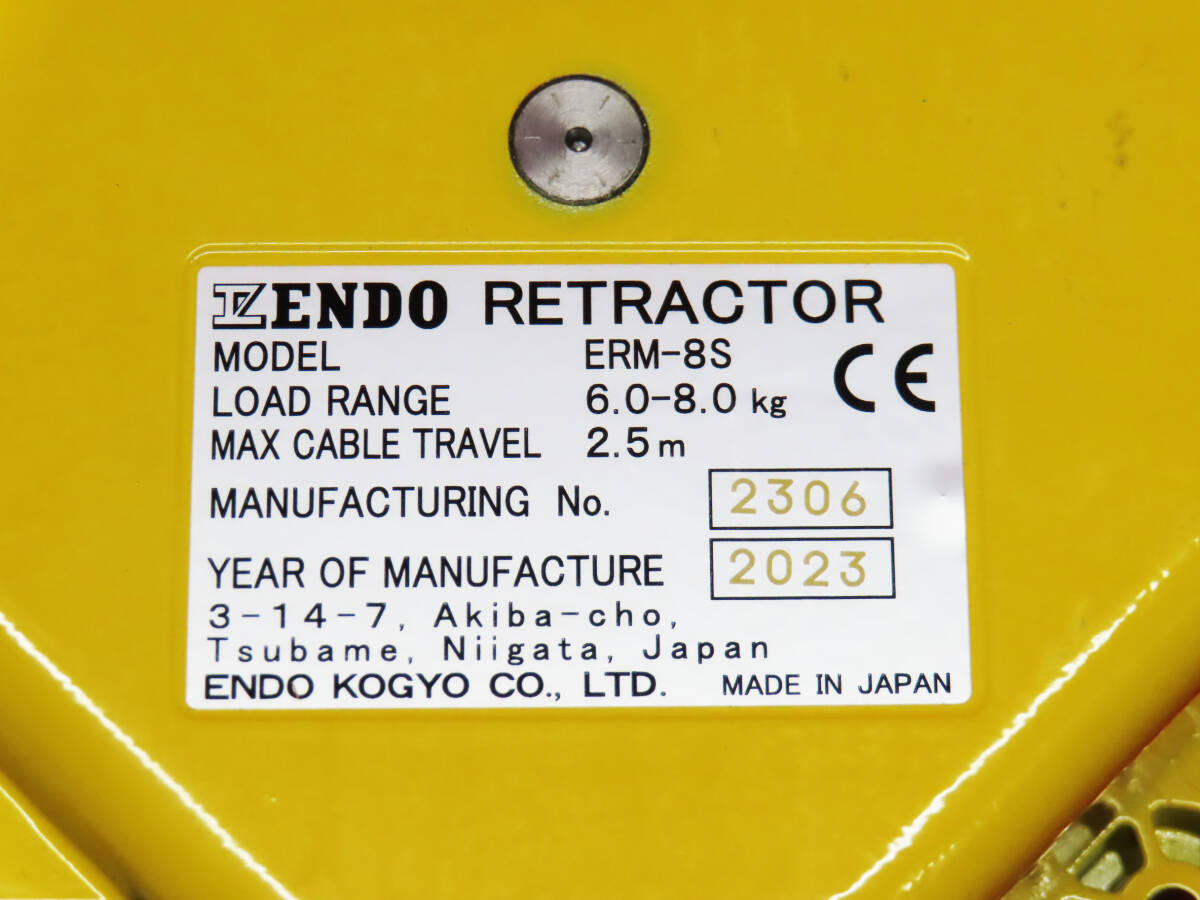 ENDO RETRACTOR
MODEL ERM-8S
LOAD RANGE 6.0-8.0 kg
MAX CABLE TRAVEL 2.5 m
CE
MANUFACTURING No. 2306
YEAR OF MANUFACTURE 2023
3-14-7, Akiba-cho,
Tsubame, Niigata, Japan
ENDO KOGYO CO., LTD. MADE IN JAPAN